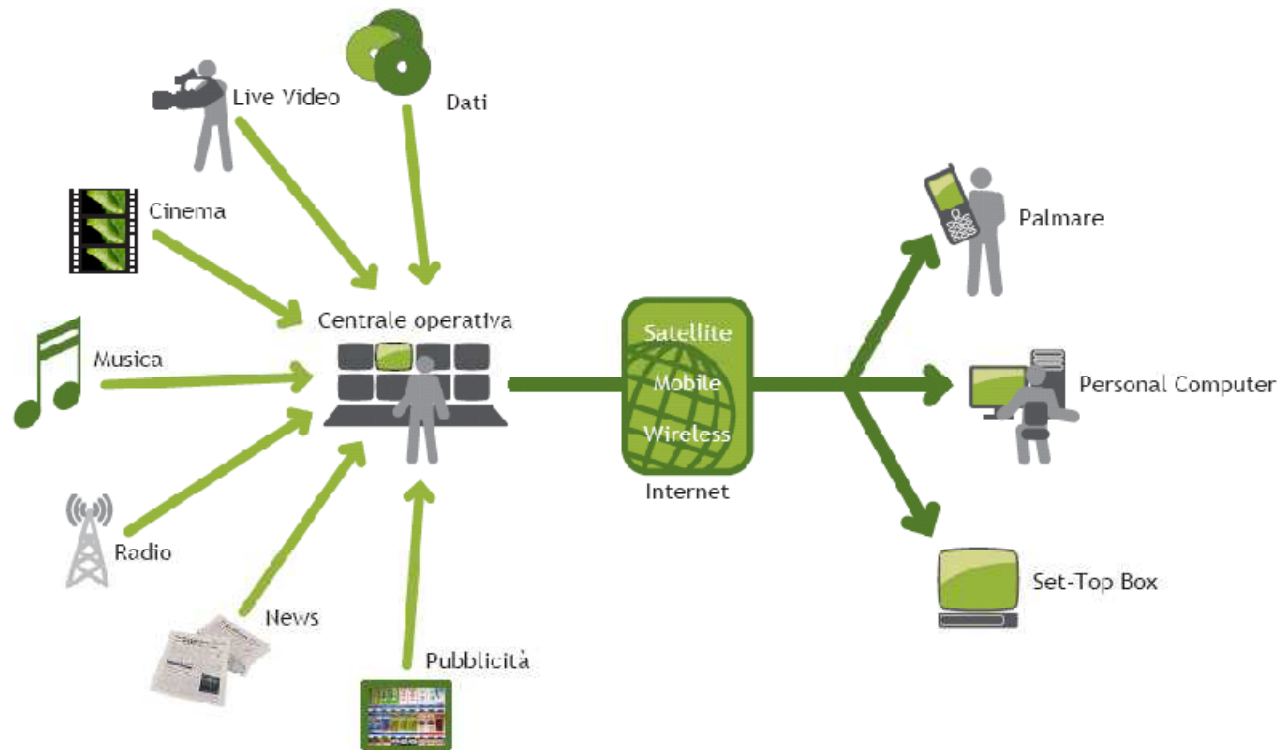 Live Video
Dati
Cinema
Palmare
Centrale operativa
Satellite
Musica
Mobile
Personal Computer
Wireless
Internet
Radio
Set-Top Box
News
Pubblicità